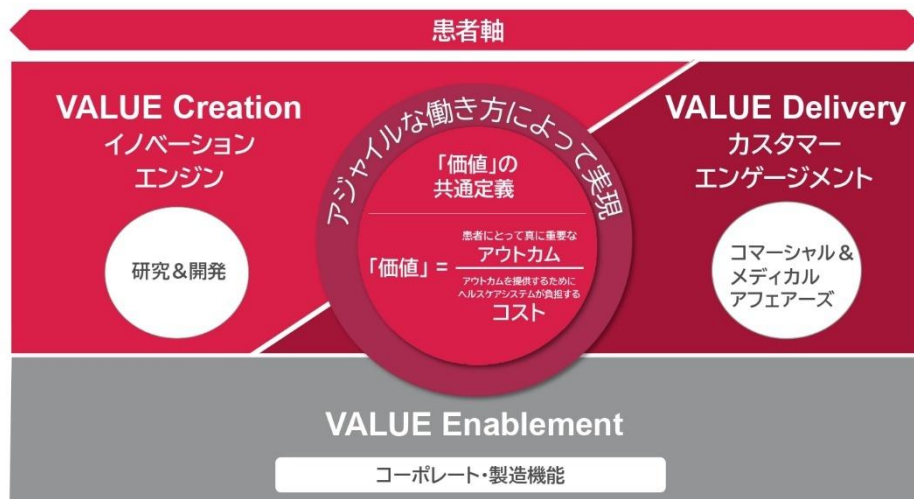 患者軸
VALUE Creation
イノベーション
エンジン
研究&開発
アジャイルな働き方によって実現
「価値」の
共通定義
「価値」=
患者にとって真に重要な
アウトカム
アウトカムを提供するために
ヘルスケアシステムが負担する
コスト
VALUE Delivery
カスタマー
エンゲージメント
コマーシャル&
メディカル
アフェアーズ
VALUE Enablement
コーポレート・製造機能